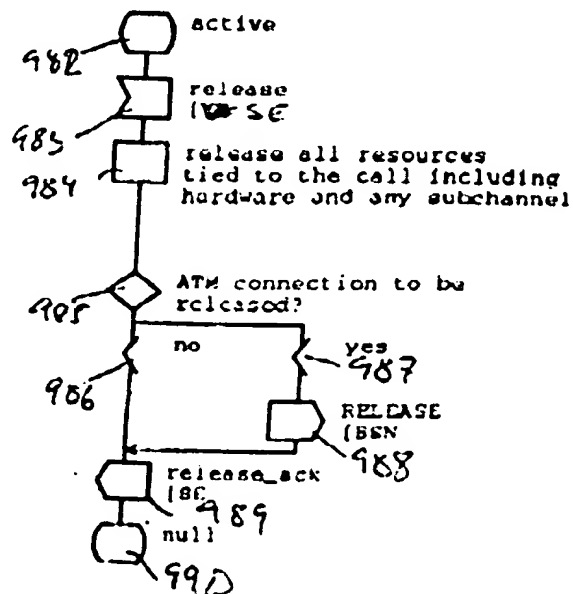 active
982
release
SE
983
release all resources
984
tied to the call including
hardware and any subchannel
ATM connection to be
985
released?
no
yes
986
987
RELEASE
[BSN
988
release_ack
989
null
990